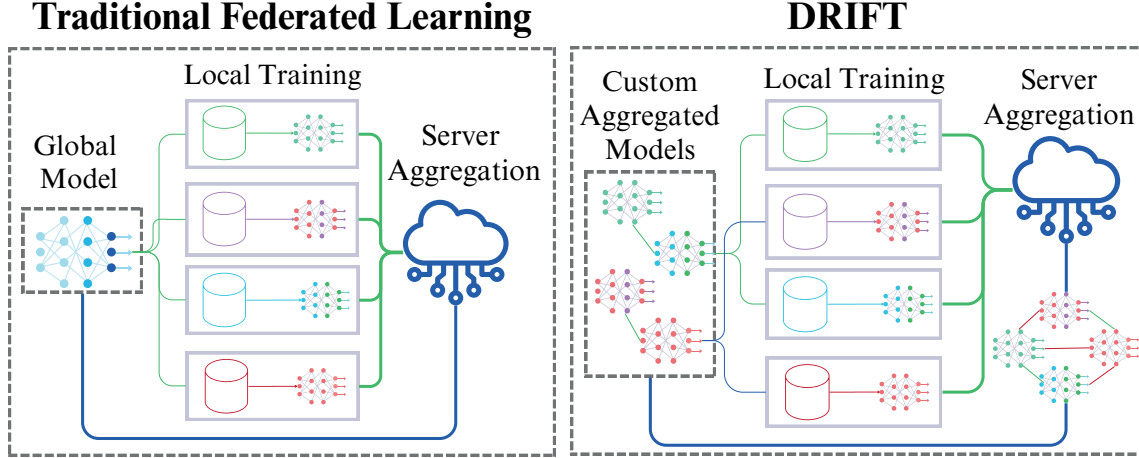 Traditional Federated Learning
Local Training
Global
Model
Server
Aggregation
DRIFT
Custom
Aggregated
Models
Local Training
Server
Aggregation